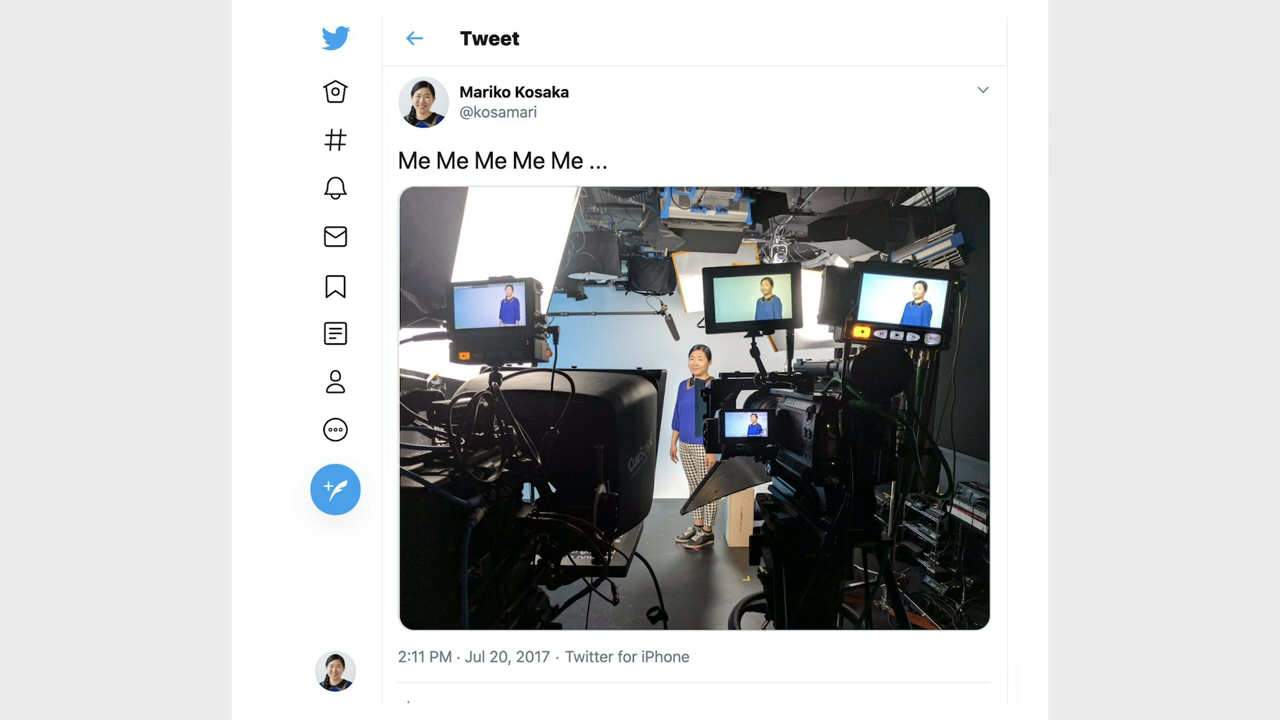 Tweet
Mariko Kosaka
@kosamari
Me Me Me Me Me ...
2:11 PM · Jul 20, 2017 · Twitter for iPhone